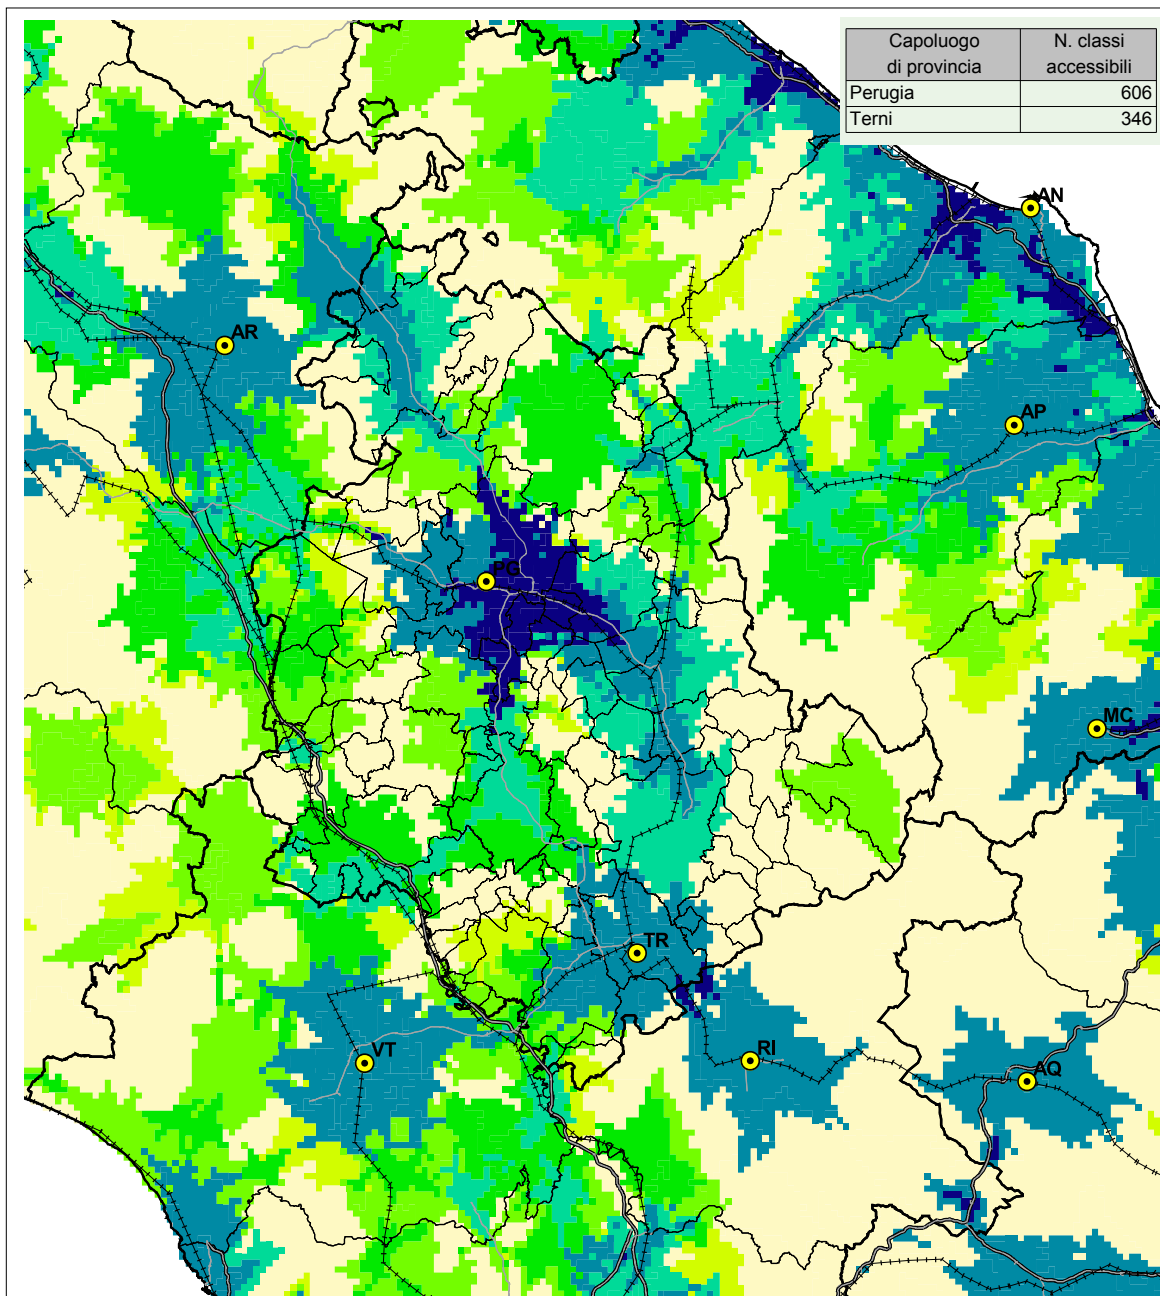 Capoluogo di provincia N. classi accessibili
Perugia 606
Terni 346
AN
AR
AP
PG
MC
TR
VT
RI
AQ